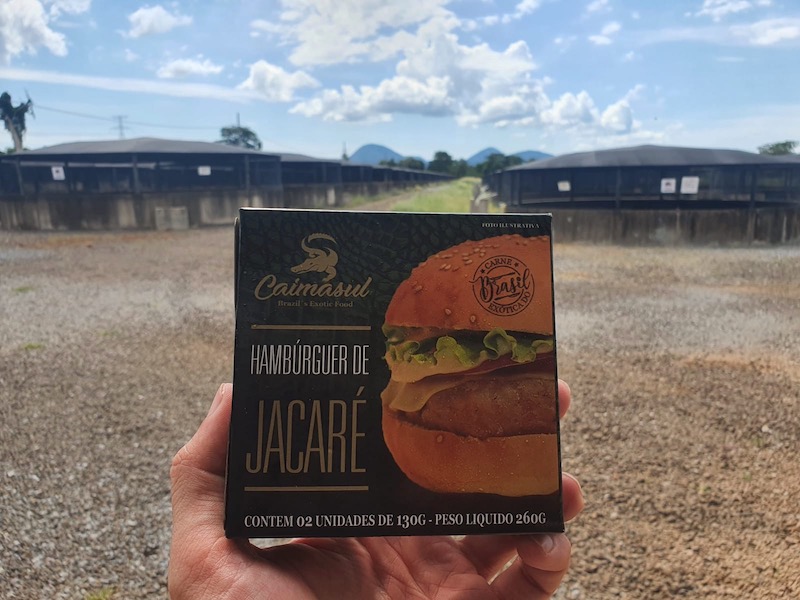 FOTO ILUSTRATIVA
Caimasul
Brazil's Exotic Food
CARNE
Brasil
EXÓTICA DO
HAMBÚRGUER DE
JACARÉ
CONTEM 02 UNIDADES DE 130G - PESO LIQUIDO 260G